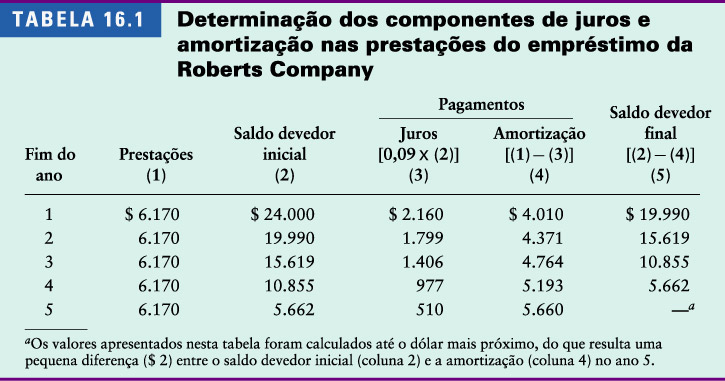 TABELA 16.1
Determinação dos componentes de juros e
amortização nas prestações do empréstimo da
Roberts Company
Pagamentos
Fim do ano Prestações (1) Saldo devedor inicial (2) Juros [0,09 x (2)] (3) Amortização [(1) – (3)] (4) Saldo devedor final [(2) – (4)] (5)
1 $ 6.170 $ 24.000 $ 2.160 $ 4.010 $ 19.990
2 6.170 19.990 1.799 4.371 15.619
3 6.170 15.619 1.406 4.764 10.855
4 6.170 10.855 977 5.193 5.662
5 6.170 5.662 510 5.660 —a
aOs valores apresentados nesta tabela foram calculados até o dólar mais próximo, do que resulta uma
pequena diferença ($ 2) entre o saldo devedor inicial (coluna 2) e a amortização (coluna 4) no ano 5.